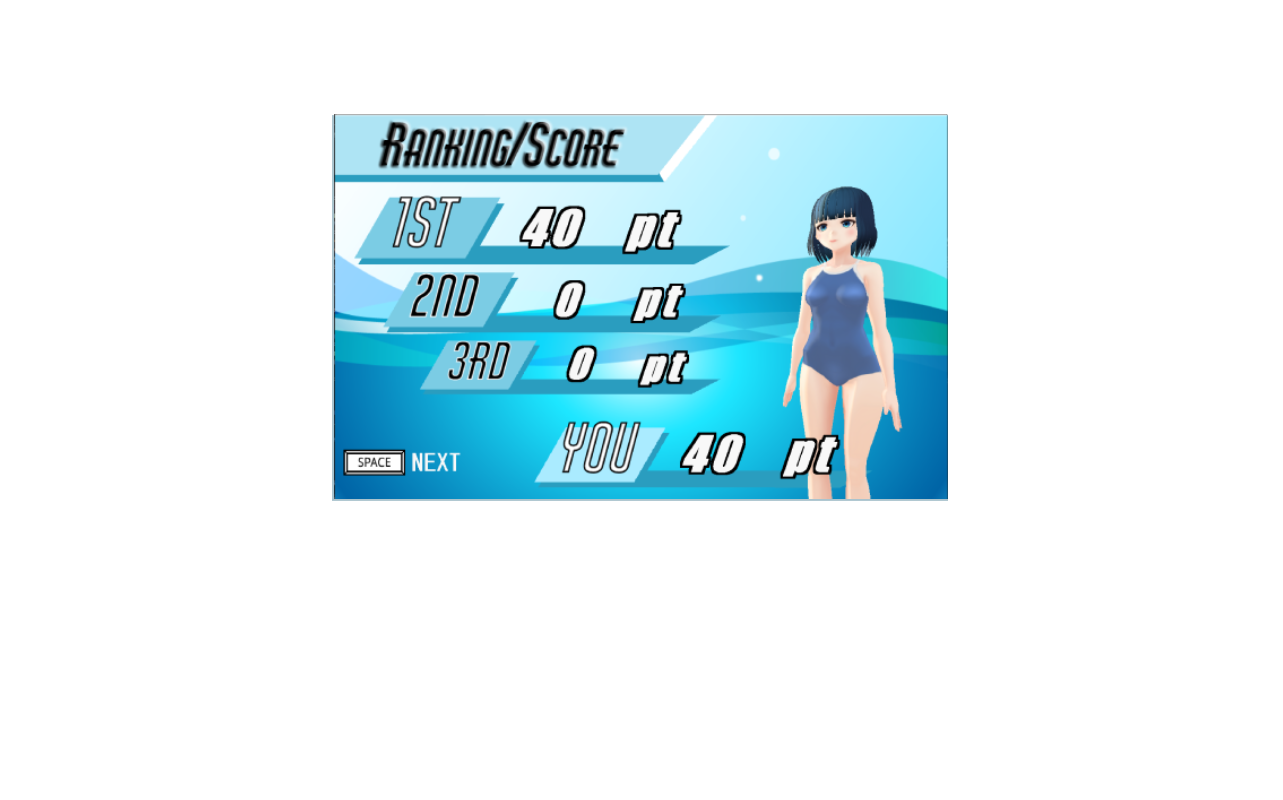 Ranking/Score
1ST 40 pt
2ND 0 pt
3RD 0 pt
YOU 40 pt
SPACE NEXT